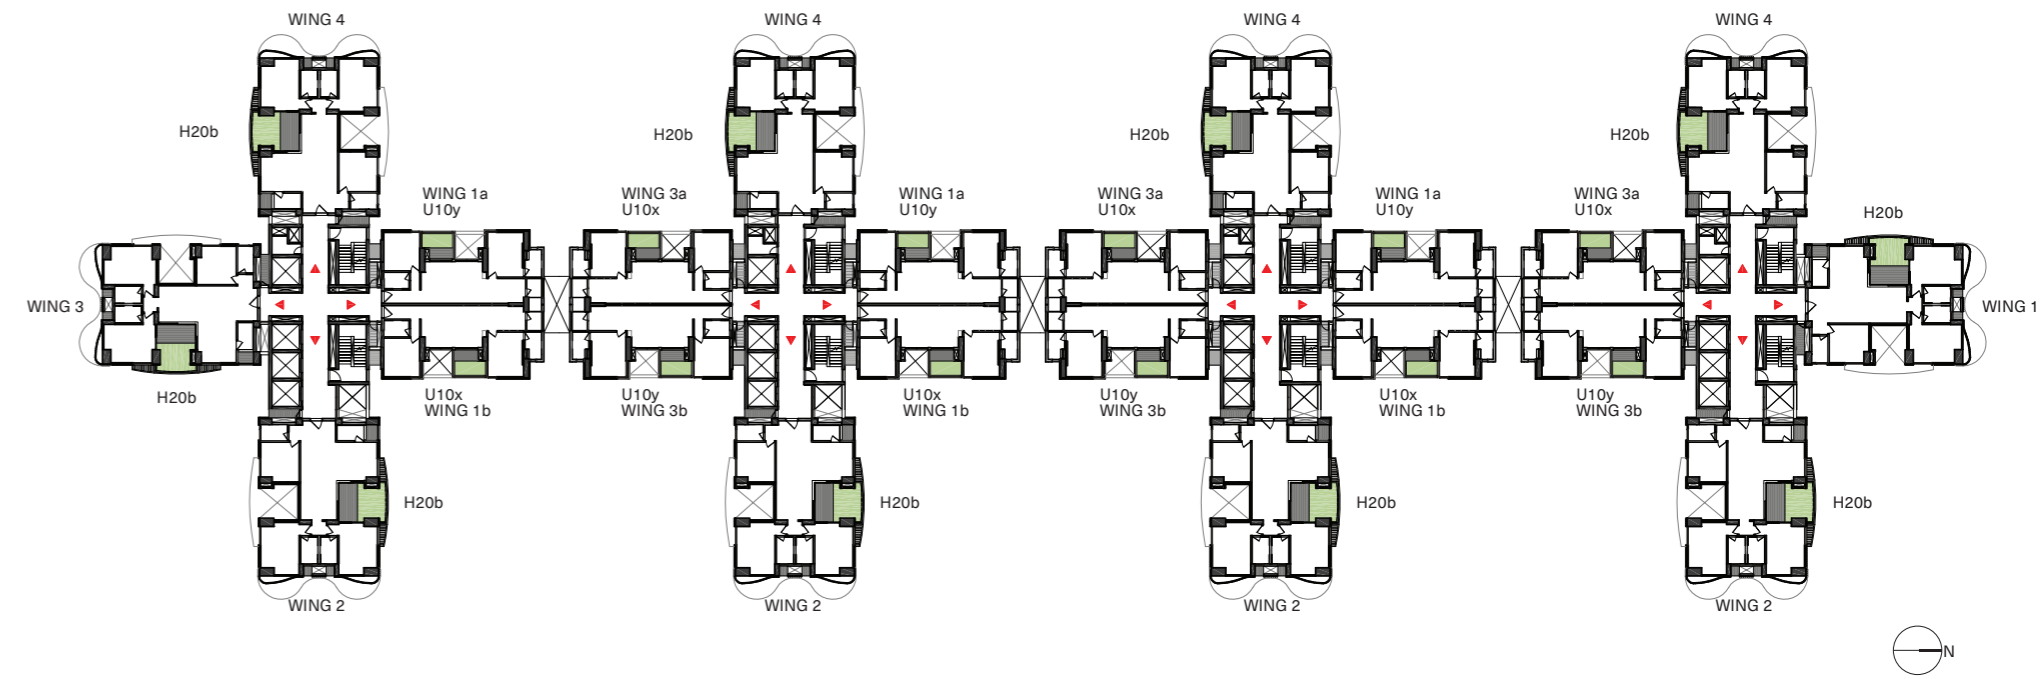 WING 4
WING 4
WING 4
WING 4
H20b
H20b
H20b
H20b
WING 1a
U10y
WING 3a
U10x
WING 1a
U10y
WING 3a
U10x
WING 1a
U10y
WING 3a
U10x
H20b
WING 3
WING 1
H20b
U10x
WING 1b
U10y
WING 3b
U10x
WING 1b
U10y
WING 3b
U10x
WING 1b
U10y
WING 3b
H20b
H20b
H20b
H20b
WING 2
WING 2
WING 2
WING 2
N